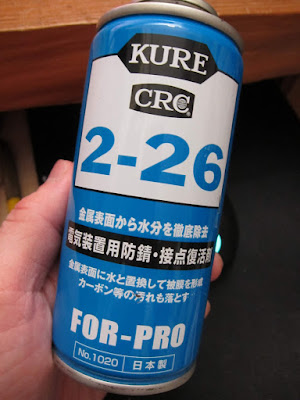 KURE
CRC
2-26
金属表面から水分を徹底除去
電気装置用防錆・接点復活剤
金属表面に水と置換して被膜を形成
カーボン等の汚れも落とす
FOR-PRO
No.1020 日本製